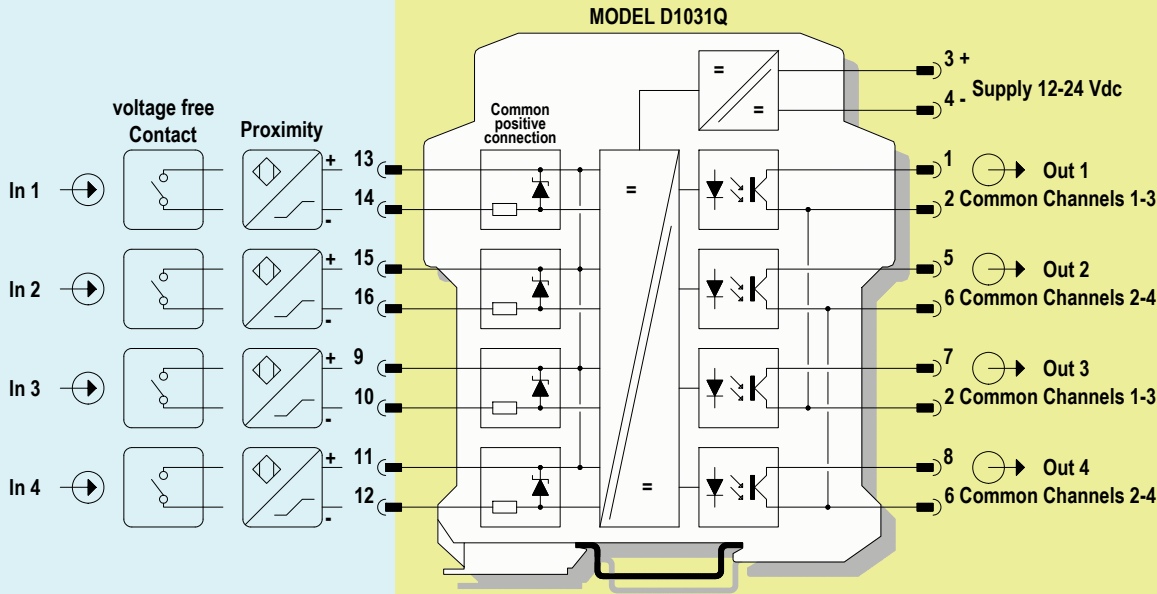 MODEL D1031Q
3 +
Supply 12-24 Vdc
4 -
=
=
voltage free
Contact
Proximity
Common
positive
connection
In 1
+
13
-
14
=
1
Out 1
2 Common Channels 1-3
In 2
+
15
-
16
5
Out 2
6 Common Channels 2-4
In 3
+
9
-
10
7
Out 3
2 Common Channels 1-3
In 4
+
11
-
12
=
8
Out 4
6 Common Channels 2-4